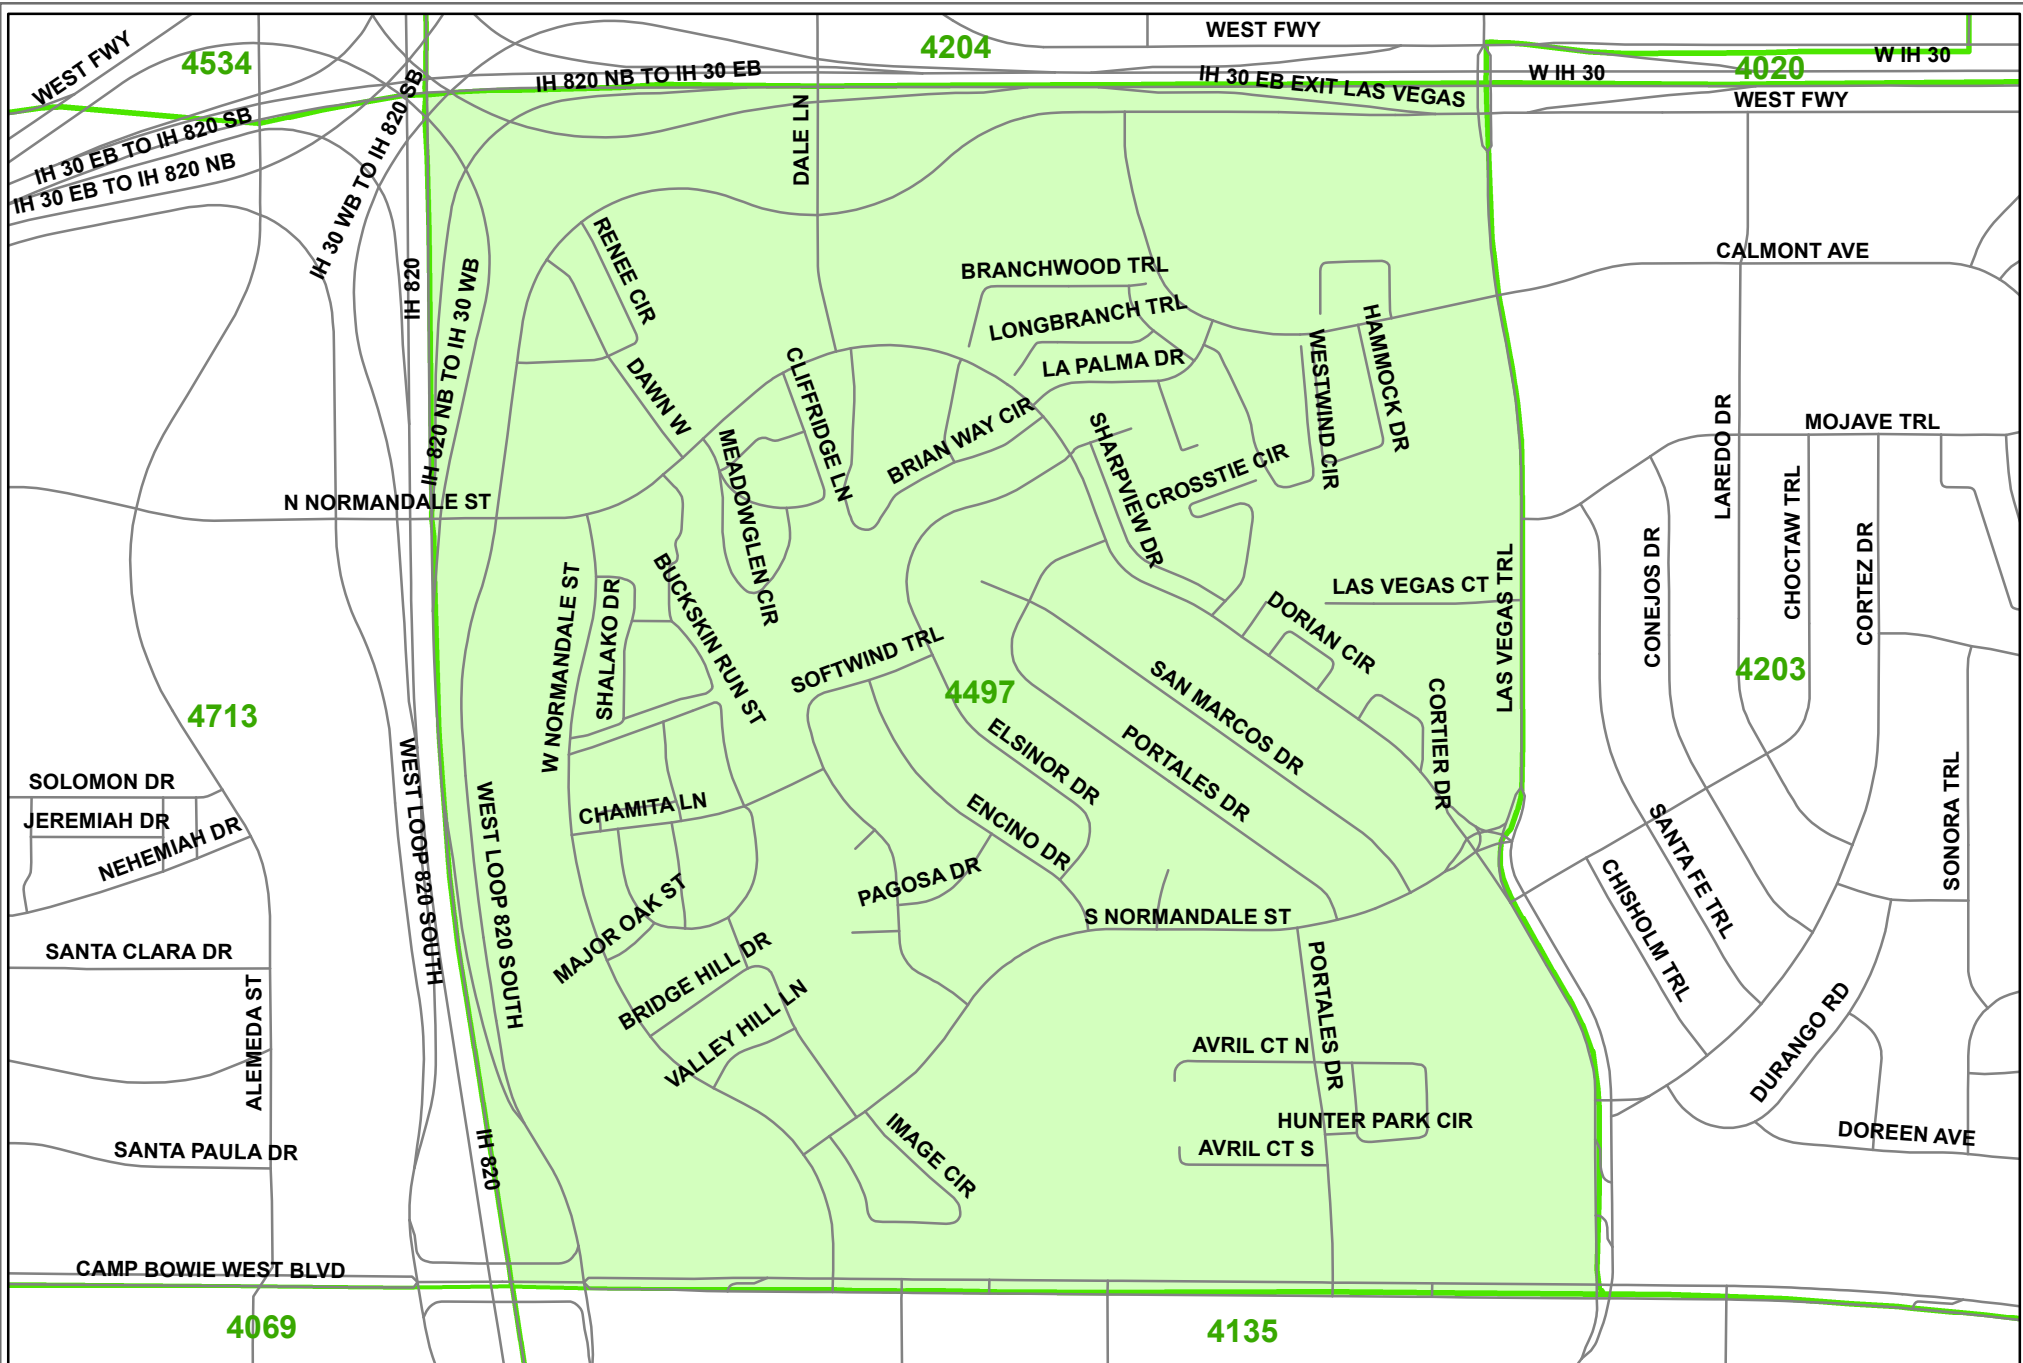 WEST FWY
4534
4204
WEST FWY
W IH 30
4020
W IH 30
IH 820 NB TO IH 30 EB
IH 30 EB EXIT LAS VEGAS
WEST FWY
IH 30 EB TO IH 820 SB
IH 30 EB TO IH 820 NB
IH 30 WB TO IH 820 SB
DALE LN
IH 820
IH 820 NB TO IH 30 WB
RENEE CIR
BRANCHWOOD TRL
LONGBRANCH TRL
LA PALMA DR
CALMONT AVE
HAMMOCK DR
WESTWIND CIR
DAWN W
CLIFFRIDGE LN
MEADOWGLEN CIR
BRIAN WAY CIR
SHARPVIEW DR
CROSSTIE CIR
LAREDO DR
MOJAVE TRL
N NORMANDALE ST
CHOCTAW TRL
CONEJOS DR
CORTEZ DR
W NORMANDALE ST
SHALAKO DR
BUCKSKIN RUN ST
LAS VEGAS CT
LAS VEGAS TRL
DORIAN CIR
SOFTWIND TRL
4497
SAN MARCOS DR
4203
4713
CORTIER DR
ELSINOR DR
PORTALES DR
WEST LOOP 820 SOUTH
WEST LOOP 820 SOUTH
SOLOMON DR
JEREMIAH DR
NEHEMIAH DR
CHAMITA LN
ENCINO DR
SONORA TRL
SANTA FE TRL
CHISHOLM TRL
PAGOSA DR
MAJOR OAK ST
S NORMANDALE ST
SANTA CLARA DR
BRIDGE HILL DR
VALLEY HILL LN
ALEMEDA ST
PORTALES DR
DURANGO RD
AVRIL CT N
HUNTER PARK CIR
AVRIL CT S
IMAGE CIR
DOREEN AVE
SANTA PAULA DR
IH 820
CAMP BOWIE WEST BLVD
4069
4135